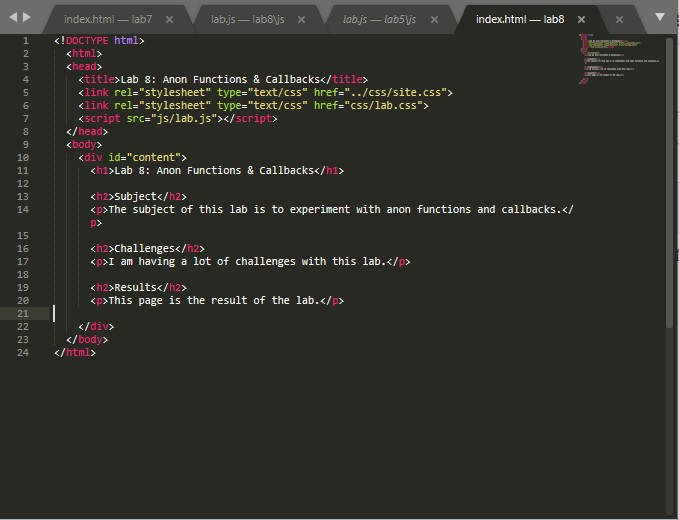 index.html — lab7
lab.js — lab8\js
lab.js — lab5\js
index.html — lab8
1 <!DOCTYPE html>
2 <html>
3 <head>
4 <title>Lab 8: Anon Functions & Callbacks</title>
5 <link rel="stylesheet" type="text/css" href="../css/site.css">
6 <link rel="stylesheet" type="text/css" href="css/lab.css">
7 <script src="js/lab.js"></script>
8 </head>
9 <body>
10 <div id="content">
11 <h1>Lab 8: Anon Functions & Callbacks</h1>
12
13 <h2>Subject</h2>
14 <p>The subject of this lab is to experiment with anon functions and callbacks.</
p>
15
16 <h2>Challenges</h2>
17 <p>I am having a lot of challenges with this lab.</p>
18
19 <h2>Results</h2>
20 <p>This page is the result of the lab.</p>
21
22 </div>
23 </body>
24 </html>